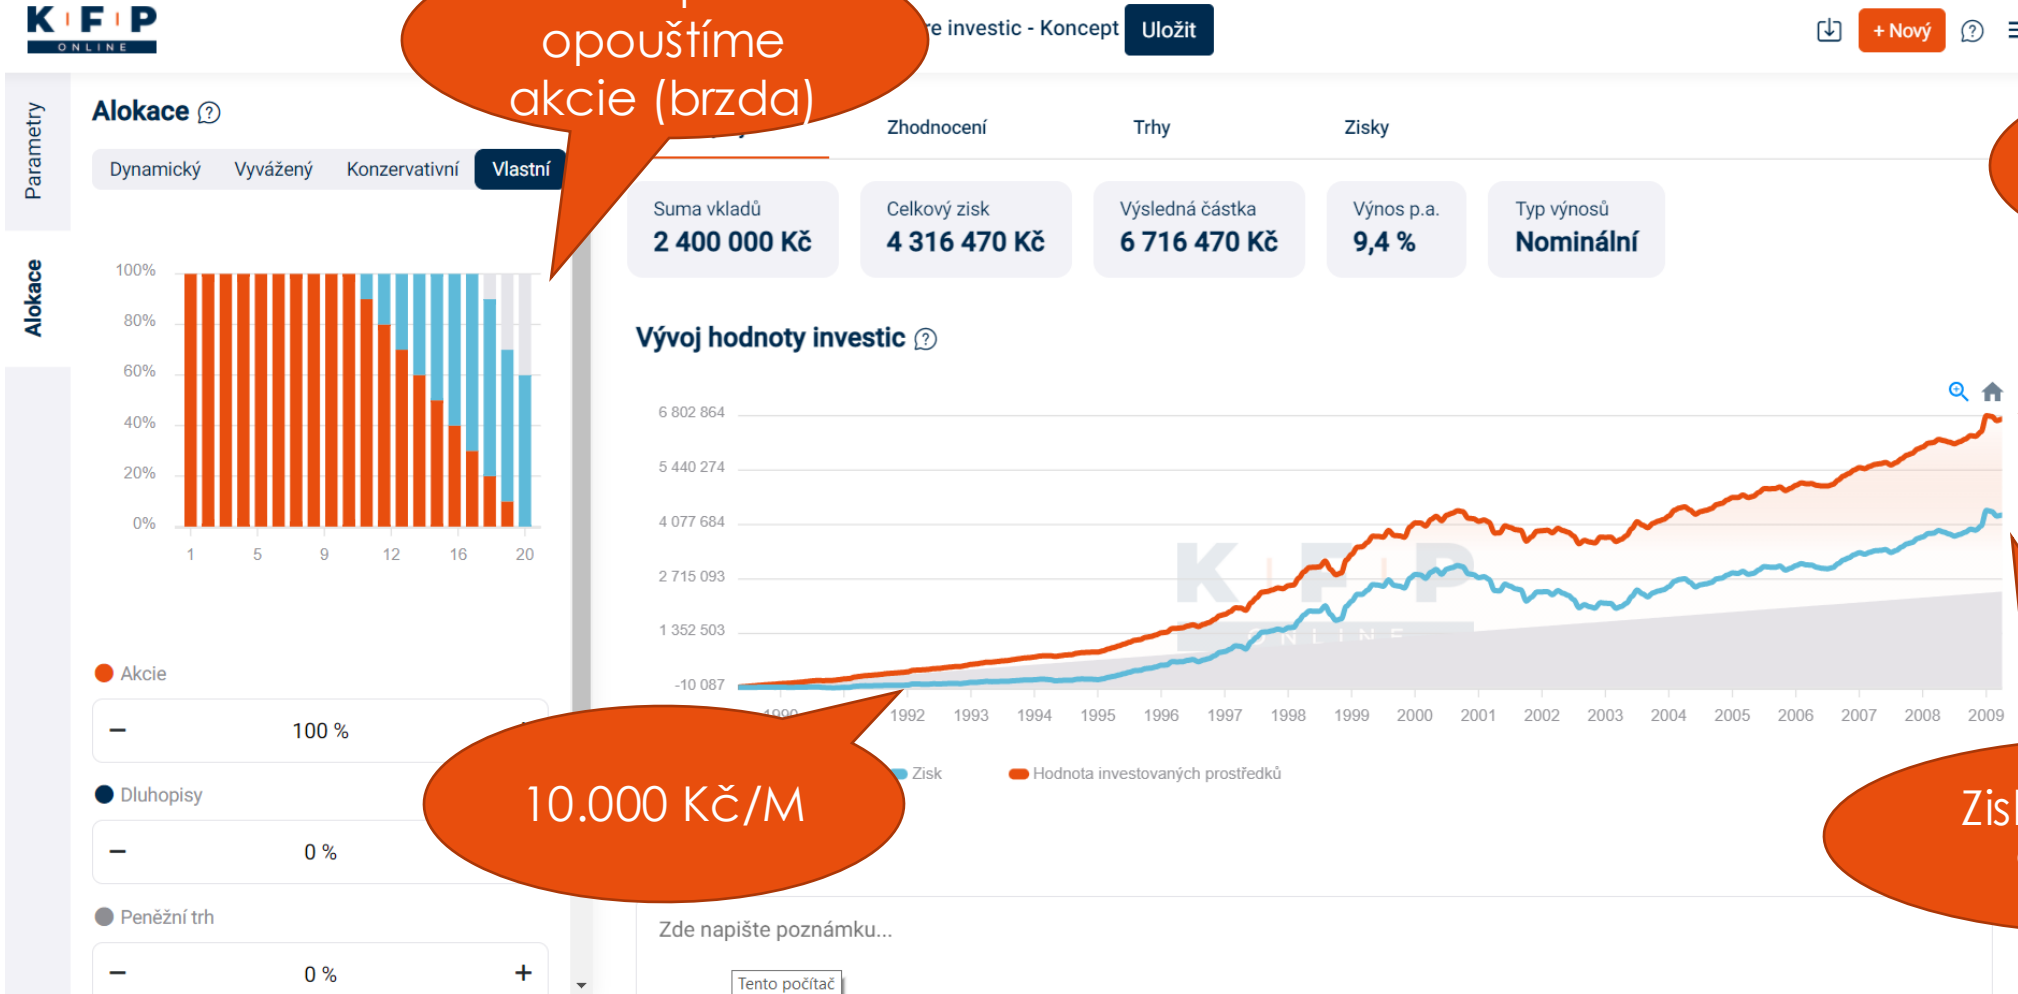 K F P
ONLINE
opouštíme
akcie (brzda)
re investic - Koncept
Uložit
+ Nový
Parametry
Alokace
Alokace
Dynamický
Vyvážený
Konzervativní
Vlastní
Zhodnocení
Trhy
Zisky
Suma vkladů
2 400 000 Kč
Celkový zisk
4 316 470 Kč
Výsledná částka
6 716 470 Kč
Výnos p.a.
9,4 %
Typ výnosů
Nominální
100%
80%
60%
40%
20%
0%
1 5 9 12 16 20
Vývoj hodnoty investic
6 802 864
5 440 274
4 077 684
2 715 093
1 352 503
-10 087
K F P
ONLINE
1992 1993 1994 1995 1996 1997 1998 1999 2000 2001 2002 2003 2004 2005 2006 2007 2008 2009
Zisk
Hodnota investovaných prostředků
Akcie
100 %
Dluhopisy
0 %
Peněžní trh
0 %
10.000 Kč/M
Zde napište poznámku...
Tento počítač